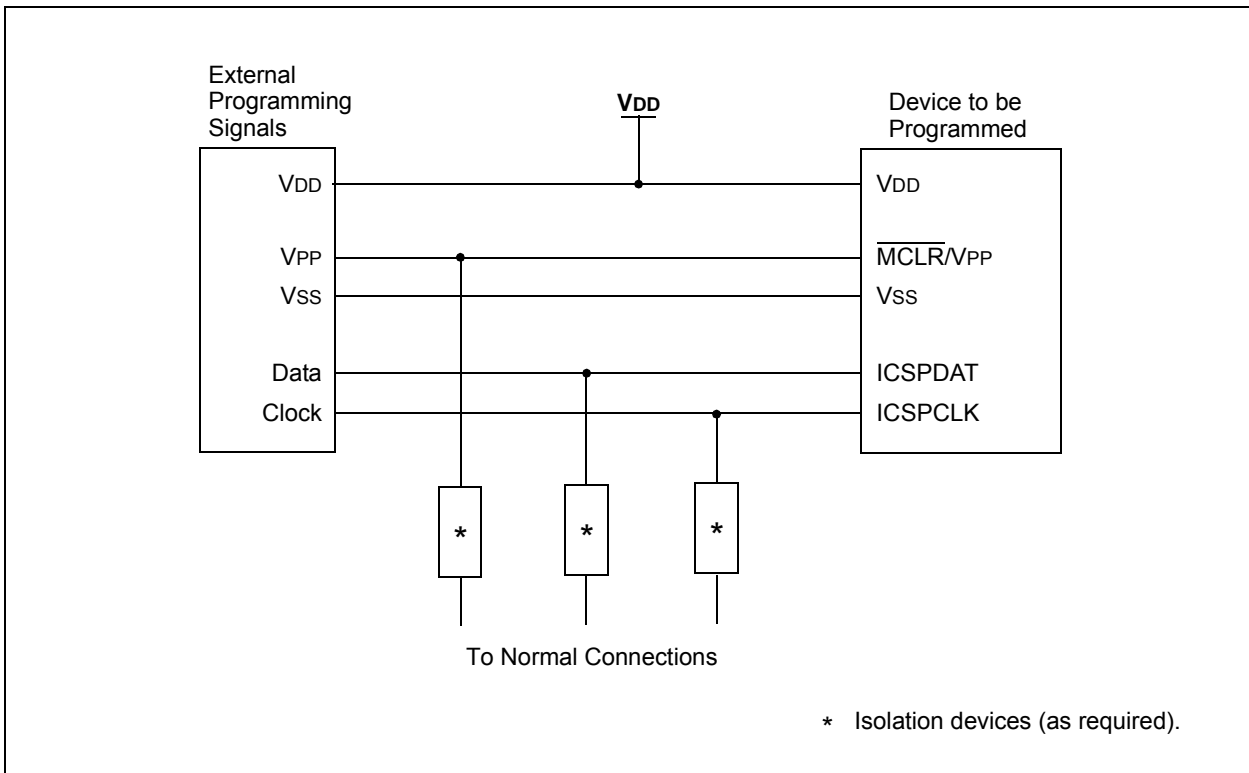 External
Programming
Signals
VDD
Device to be
Programmed
VDD
VPP
VSS
Data
Clock
VDD
MCLR/VPP
VSS
ICSPDAT
ICSPCLK
*
*
*
To Normal Connections
* Isolation devices (as required).